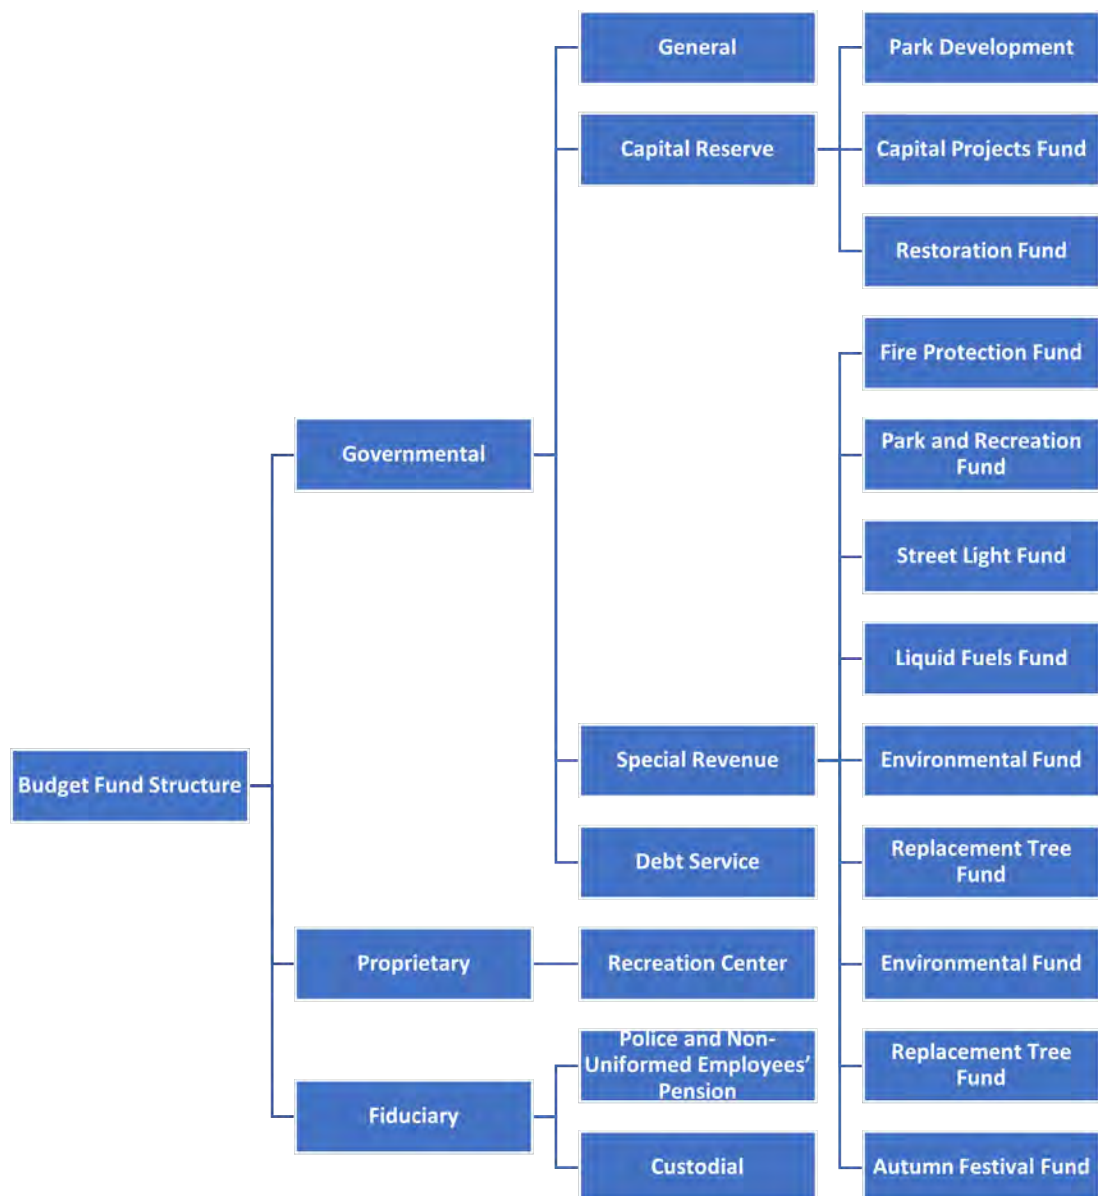 General
Park Development
Capital Reserve
Capital Projects Fund
Restoration Fund
Fire Protection Fund
Governmental
Park and Recreation
Fund
Street Light Fund
Liquid Fuels Fund
Budget Fund Structure
Special Revenue
Environmental Fund
Debt Service
Replacement Tree
Fund
Proprietary
Recreation Center
Environmental Fund
Fiduciary
Police and Non-
Uniformed Employees’
Pension
Replacement Tree
Fund
Custodial
Autumn Festival Fund